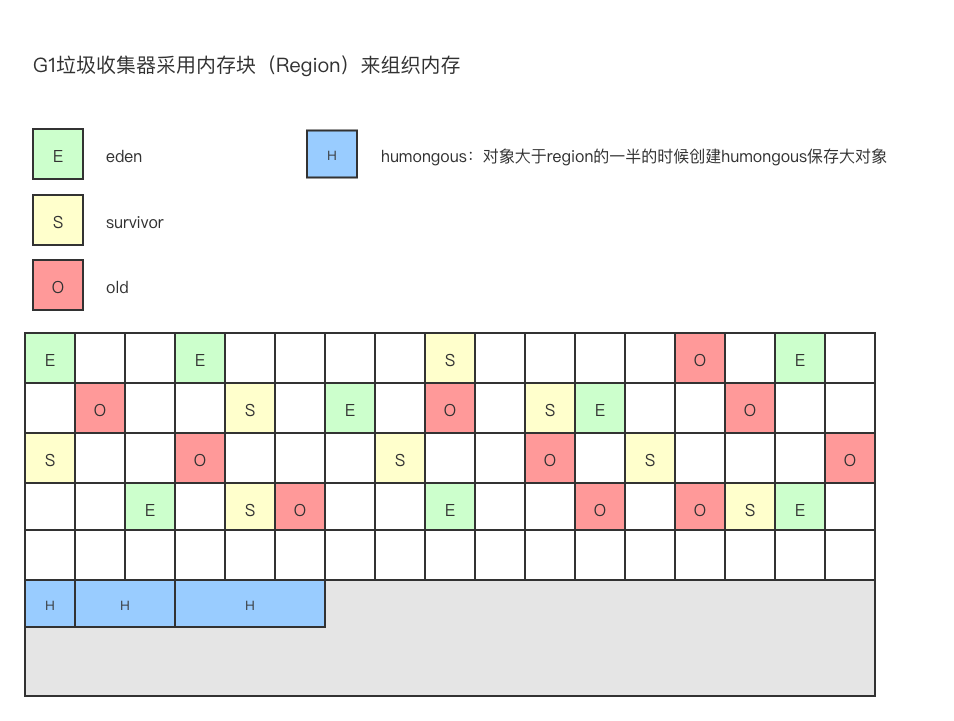 G1垃圾收集器采用内存块（Region）来组织内存
E eden H humongous：对象大于region的一半的时候创建humongous保存大对象
S survivor
O old
E E S O E
O S E O S E O
S O S O S O
E S O E O O S E
H H H